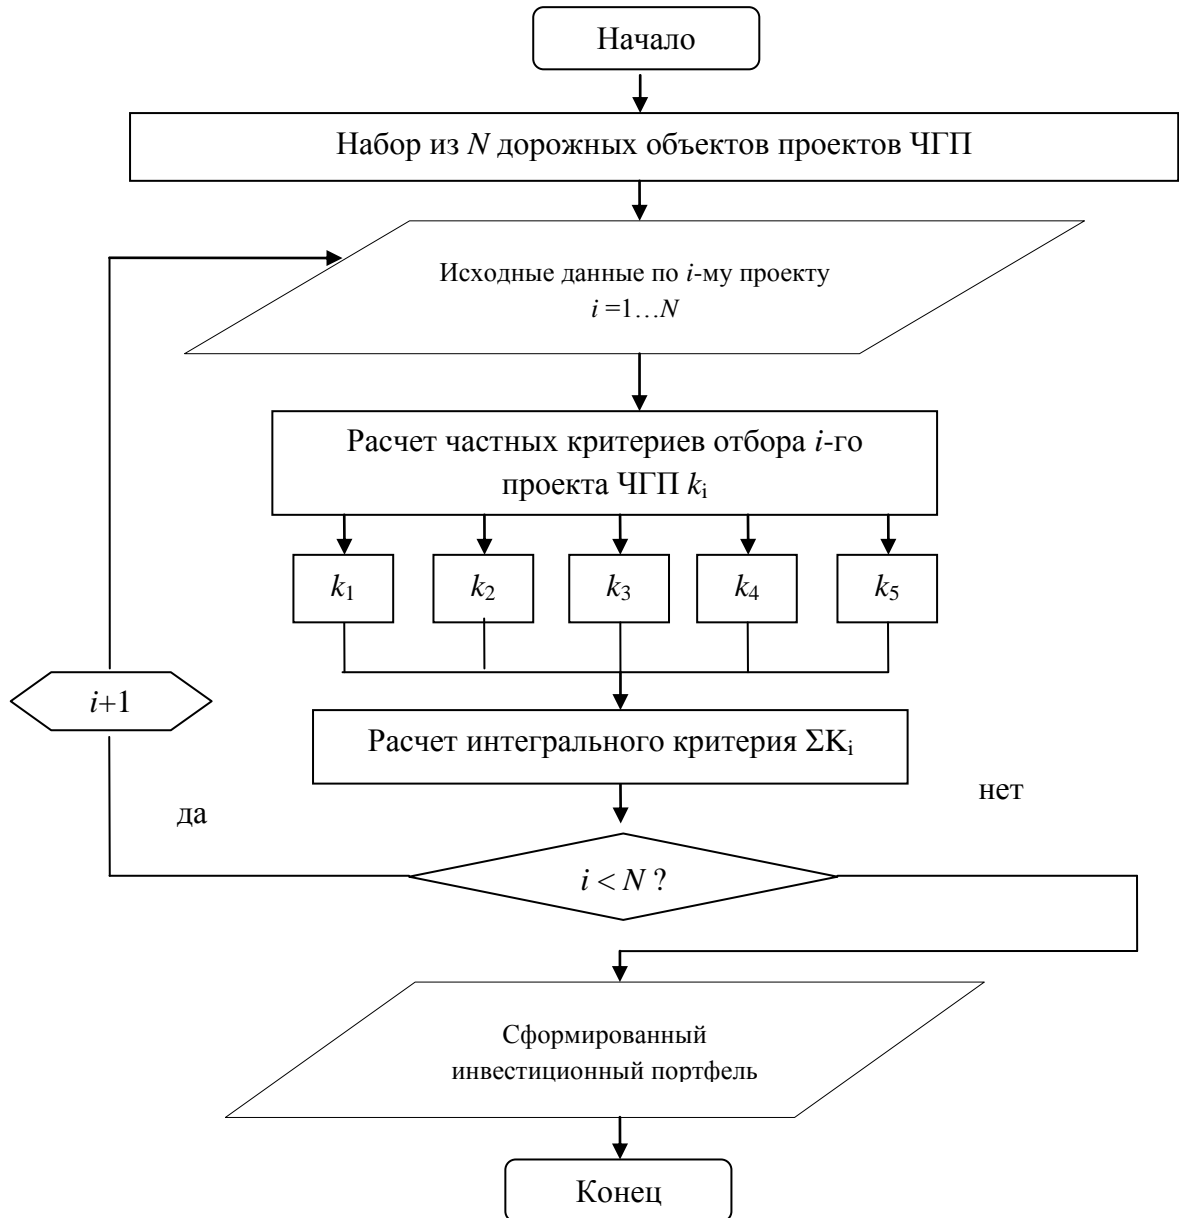 Начало
Набор из N дорожных объектов проектов ЧГП
Исходные данные по i-му проекту
i =1…N
Расчет частных критериев отбора i-го
проекта ЧГП ki
k1
k2
k3
k4
k5
i+1
Расчет интегрального критерия ΣKi
нет
да
i < N ?
Сформированный
инвестиционный портфель
Конец